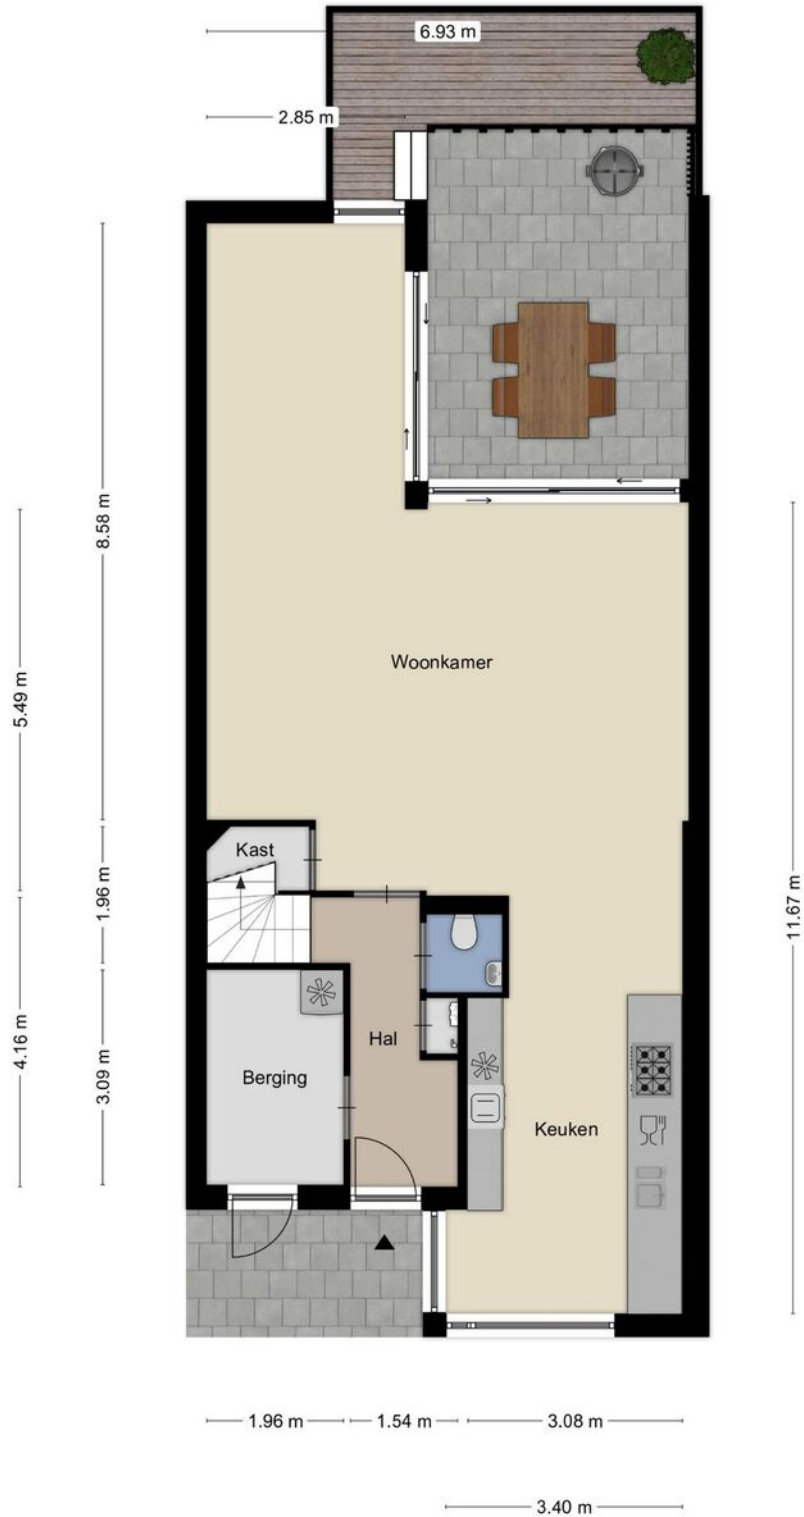 6.93 m
2.85 m
8.58 m
5.49 m
Woonkamer
Kast
1.96 m
11.67 m
4.16 m
3.09 m
Hal
Berging
Keuken
1.96 m
1.54 m
3.08 m
3.40 m